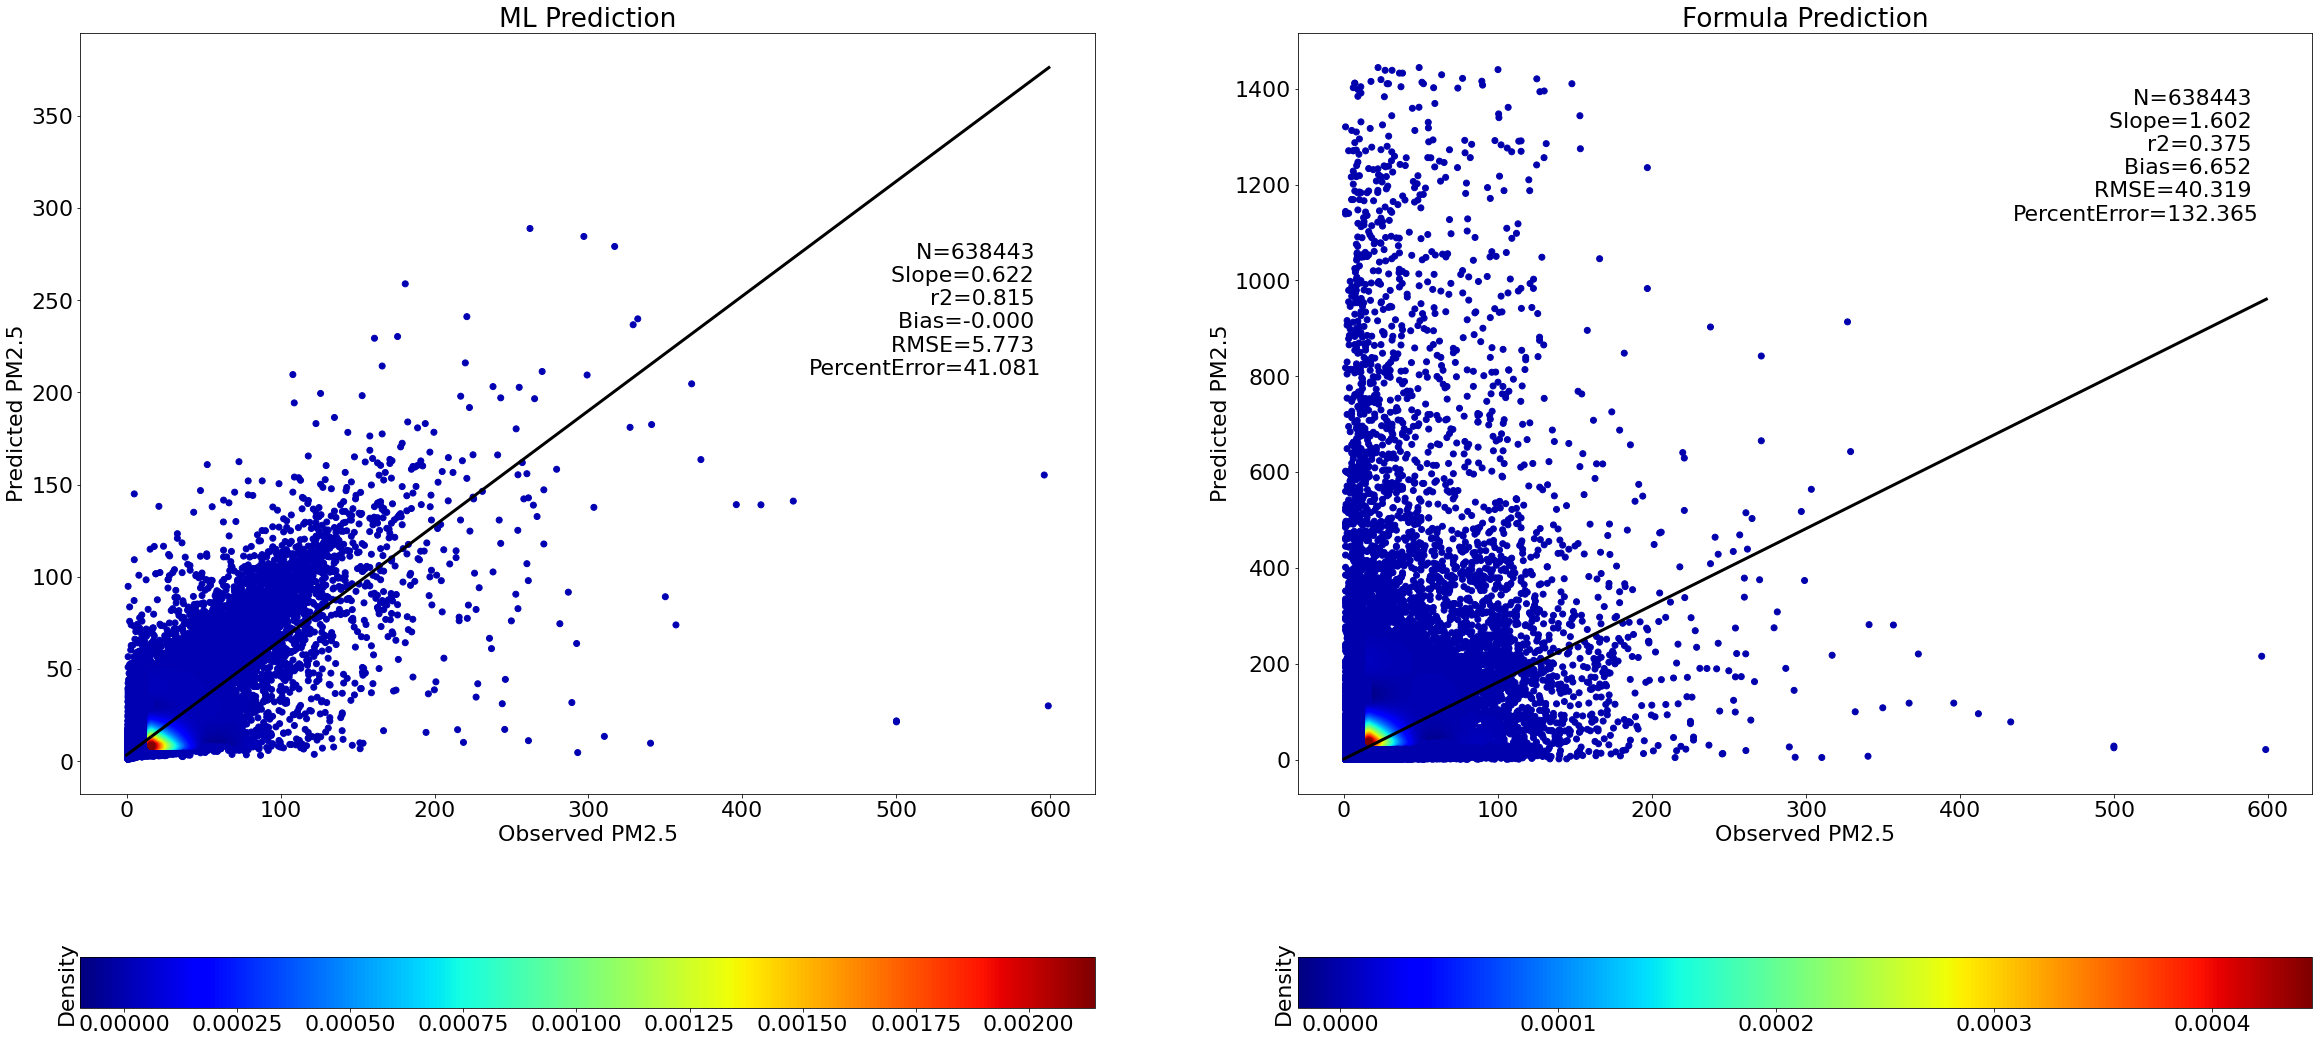 ML Prediction
Predicted PM2.5
350
300
250
200
150
100
50
0
N=638443
Slope=0.622
r2=0.815
Bias=-0.000
RMSE=5.773
PercentError=41.081
0 100 200 300 400 500 600
Observed PM2.5
Density
0.00000 0.00025 0.00050 0.00075 0.00100 0.00125 0.00150 0.00175 0.00200
Formula Prediction
Predicted PM2.5
1400
1200
1000
800
600
400
200
0
N=638443
Slope=1.602
r2=0.375
Bias=6.652
RMSE=40.319
PercentError=132.365
0 100 200 300 400 500 600
Observed PM2.5
Density
0.0000 0.0001 0.0002 0.0003 0.0004